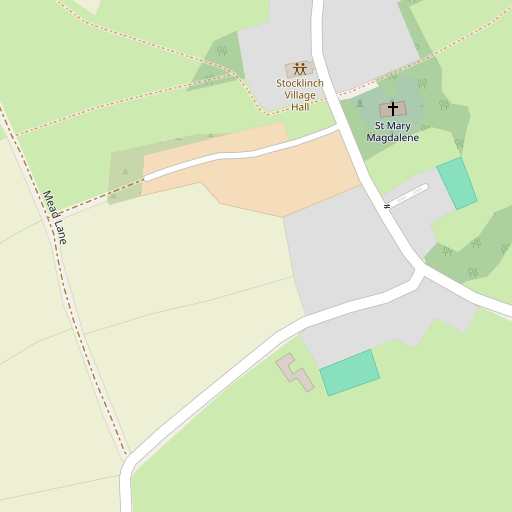 Stocklinch
Village
Hall
St Mary
Magdalene
Mead Lane